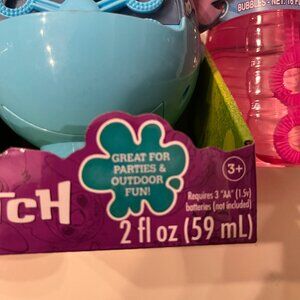 BUBBLES - NET. 16 F
GREAT FOR
PARTIES &
OUTDOOR
FUN!
3+
TCH
Requires 3 "AA" (1.5v)
batteries (not included)
2 fl oz (59 mL)